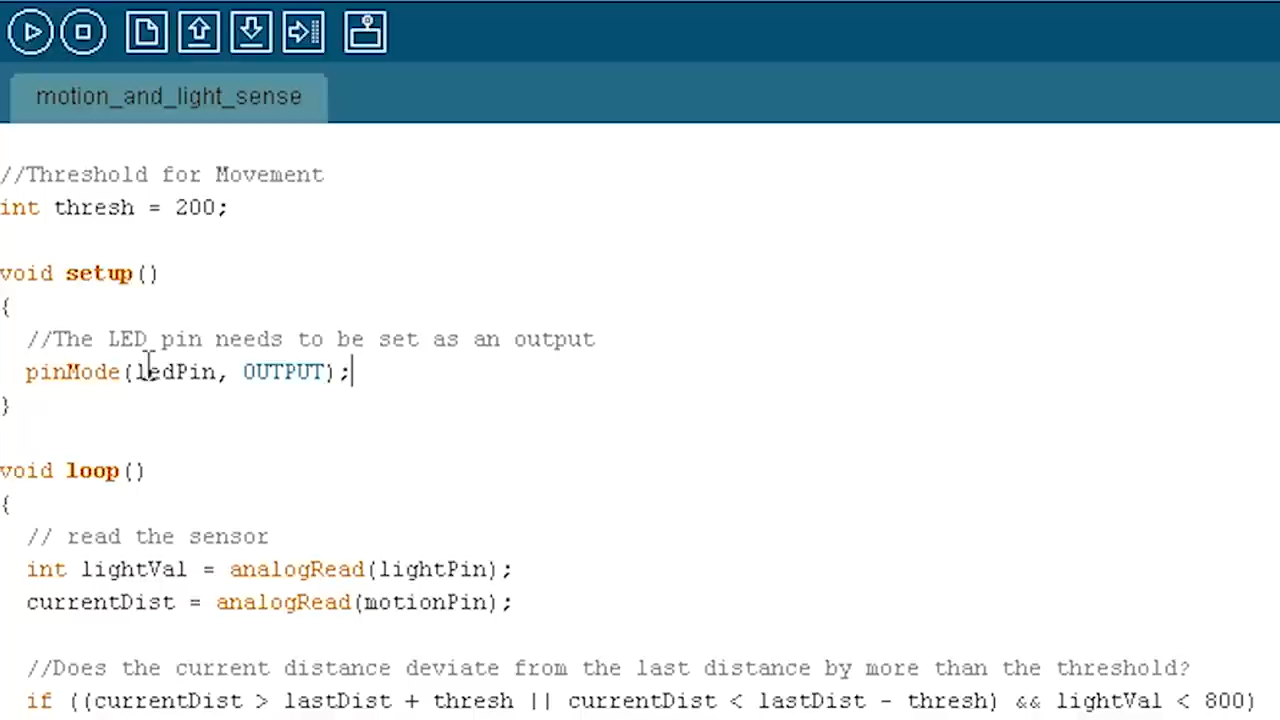 motion_and_light_sense
//Threshold for Movement
int thresh = 200;
void setup()
{
//The LED pin needs to be set as an output
pinMode(ledPin, OUTPUT);
}
void loop()
{
// read the sensor
int lightVal = analogRead(lightPin);
currentDist = analogRead(motionPin);
//Does the current distance deviate from the last distance by more than the threshold?
if ((currentDist > lastDist + thresh || currentDist < lastDist - thresh) && lightVal < 800)